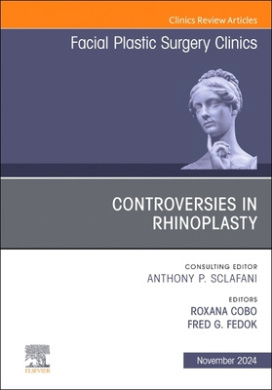 Clinics Review Articles
Facial Plastic Surgery Clinics
CONTROVERSIES IN
RHINOPLASTY
CONSULTING EDITOR
ANTHONY P. SCLAFANI
EDITORS
ROXANA COBO
FRED G. FEDOK
ELSEVIER
November 2024